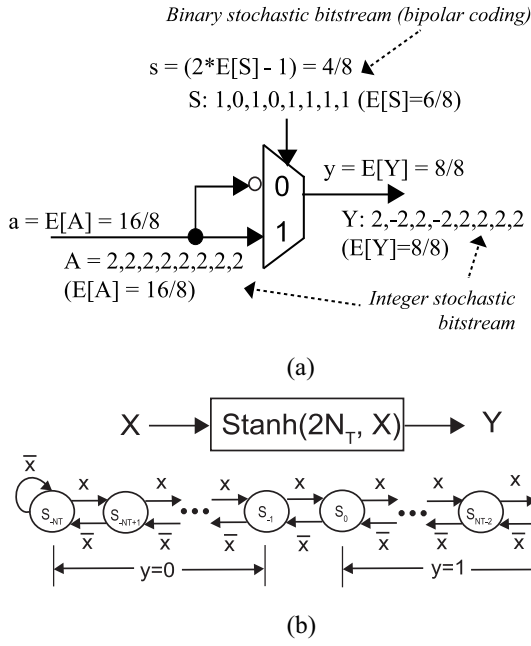 Binary stochastic bitstream (bipolar coding)
s = (2*E[S] - 1) = 4/8
S: 1,0,1,0,1,1,1,1 (E[S]=6/8)
0
y = E[Y] = 8/8
1
a = E[A] = 16/8
Y: 2,-2,2,-2,2,2,2,2
A = 2,2,2,2,2,2,2,2
(E[Y]=8/8)
(E[A] = 16/8)
Integer stochastic
bitstream
(a)
X Stanh(2N_T, X) Y
x̅
x x x x x x
S_-NT S_-NT+1 ••• S_-1 S_0 ••• S_NT-2
x̅ x̅ x̅ x̅ x̅ x̅ x̅
y=0 y=1
(b)